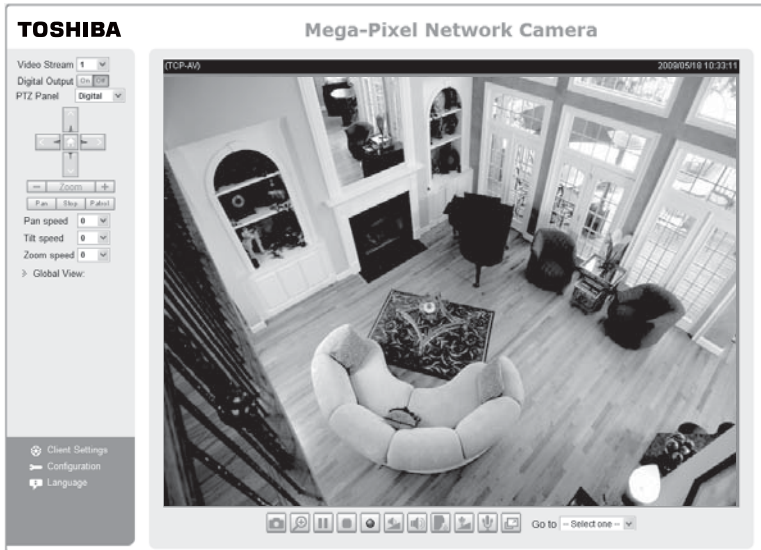 TOSHIBA
Mega-Pixel Network Camera
Video Stream 1
Digital Output On Off
PTZ Panel Digital
− Zoom +
Pan Stop Patrol
Pan speed 0
Tilt speed 0
Zoom speed 0
Global View:
Client Settings
Configuration
Language
(TCP-AV) 2009/05/18 10:33:11
Go to -- Select one --